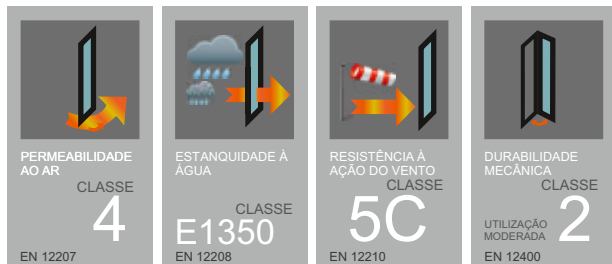 PERMEABILIDADE
AO AR
CLASSE
4
EN 12207
ESTANQUIDADE À
ÁGUA
CLASSE
E1350
EN 12208
RESISTÊNCIA À
AÇÃO DO VENTO
CLASSE
5C
EN 12210
DURABILIDADE
MECÂNICA
CLASSE
UTILIZAÇÃO
MODERADA
2
EN 12400